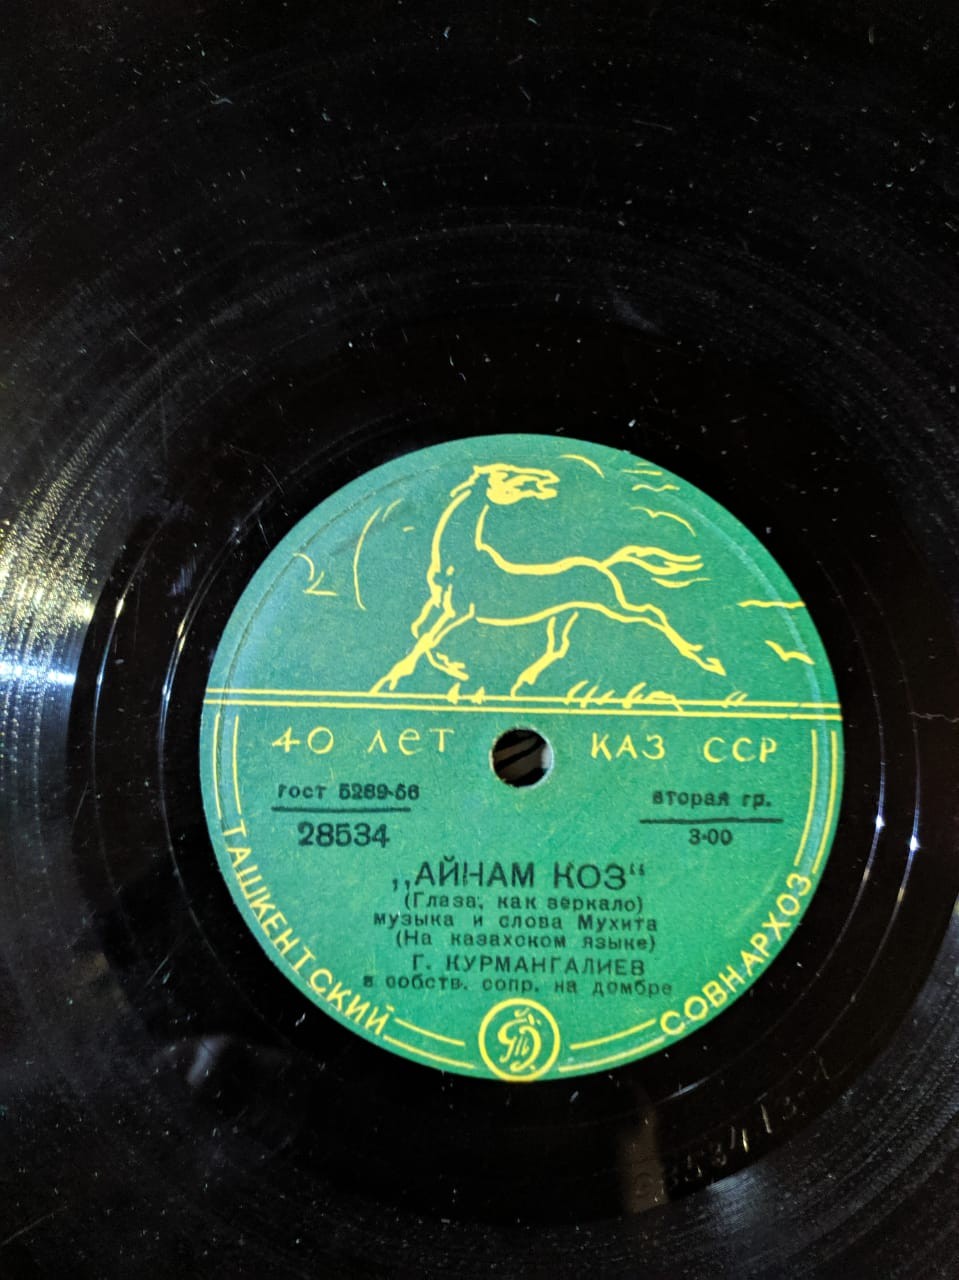 40 лет КАЗ ССР
гост 5289-56
вторая гр.
28534
3-00
„АЙНАМ КОЗ“
(Глаза, как зеркало)
музыка и слова Мухита
(На казахском языке)
Г. КУРМАНГАЛИЕВ
в собств. сопр. на домбре
ТАШКЕНТСКИЙ
СОВНАРХОЗ